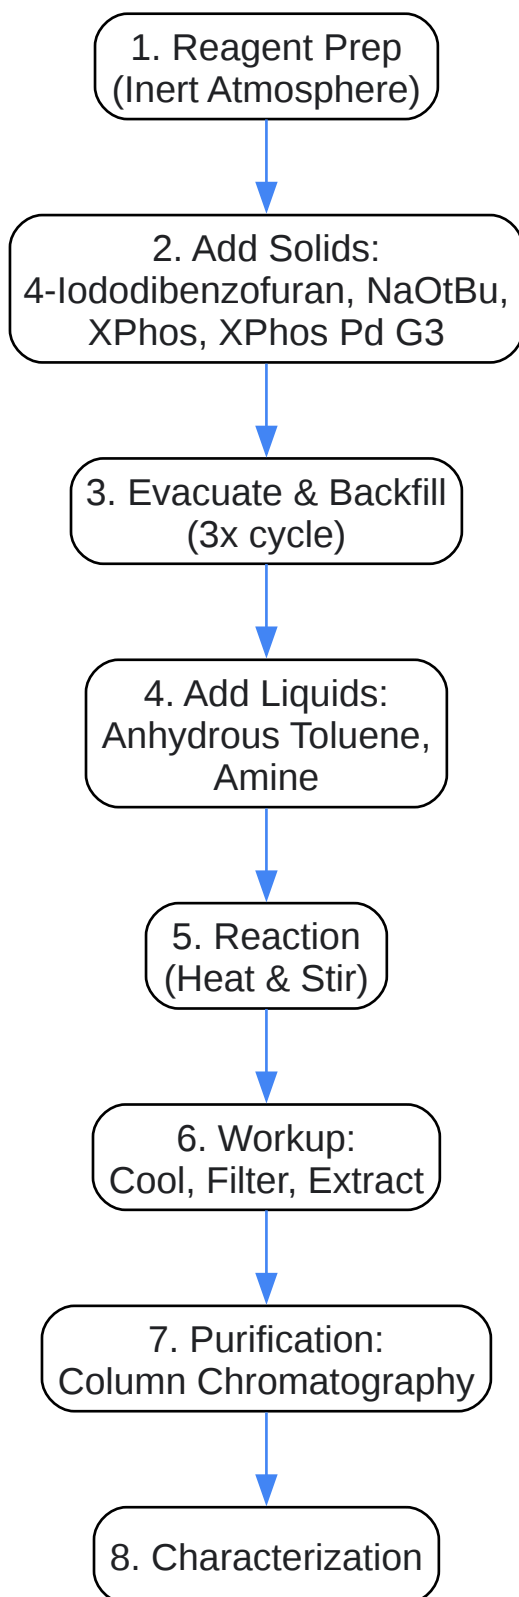 1. Reagent Prep
(Inert Atmosphere)
2. Add Solids:
4-Iododibenzofuran, NaOtBu,
XPhos, XPhos Pd G3
3. Evacuate & Backfill
(3x cycle)
4. Add Liquids:
Anhydrous Toluene,
Amine
5. Reaction
(Heat & Stir)
6. Workup:
Cool, Filter, Extract
7. Purification:
Column Chromatography
8. Characterization